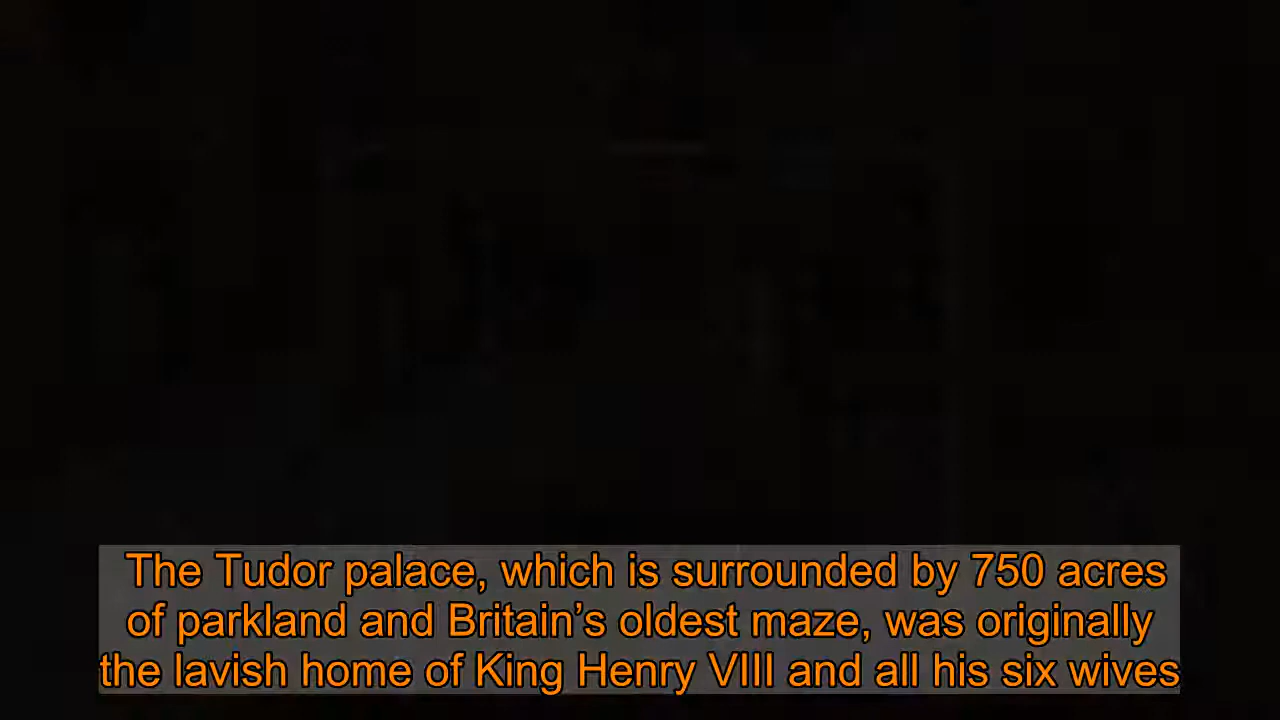 The Tudor palace, which is surrounded by 750 acres
of parkland and Britain’s oldest maze, was originally
the lavish home of King Henry VIII and all his six wives